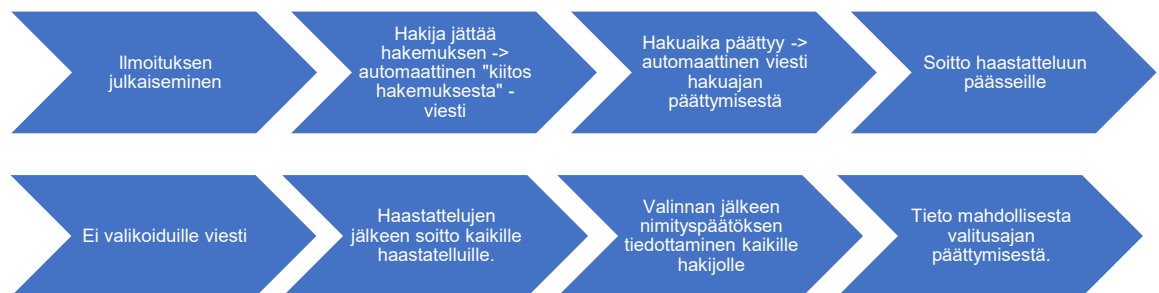 Ilmoituksen
julkaiseminen
Hakija jättää
hakemuksen ->
automaattinen "kiitos
hakemuksesta" -
viesti
Hakuaika päättyy ->
automaattinen viesti
hakuajan
päättymisestä
Soitto haastatteluun
päässeille
Ei valikoiduille viesti
Haastattelujen
jälkeen soitto kaikille
haastatelluille.
Valinnan jälkeen
nimityspäätöksen
tiedottaminen kaikille
hakijolle
Tieto mahdollisesta
valitusajan
päättymisestä.